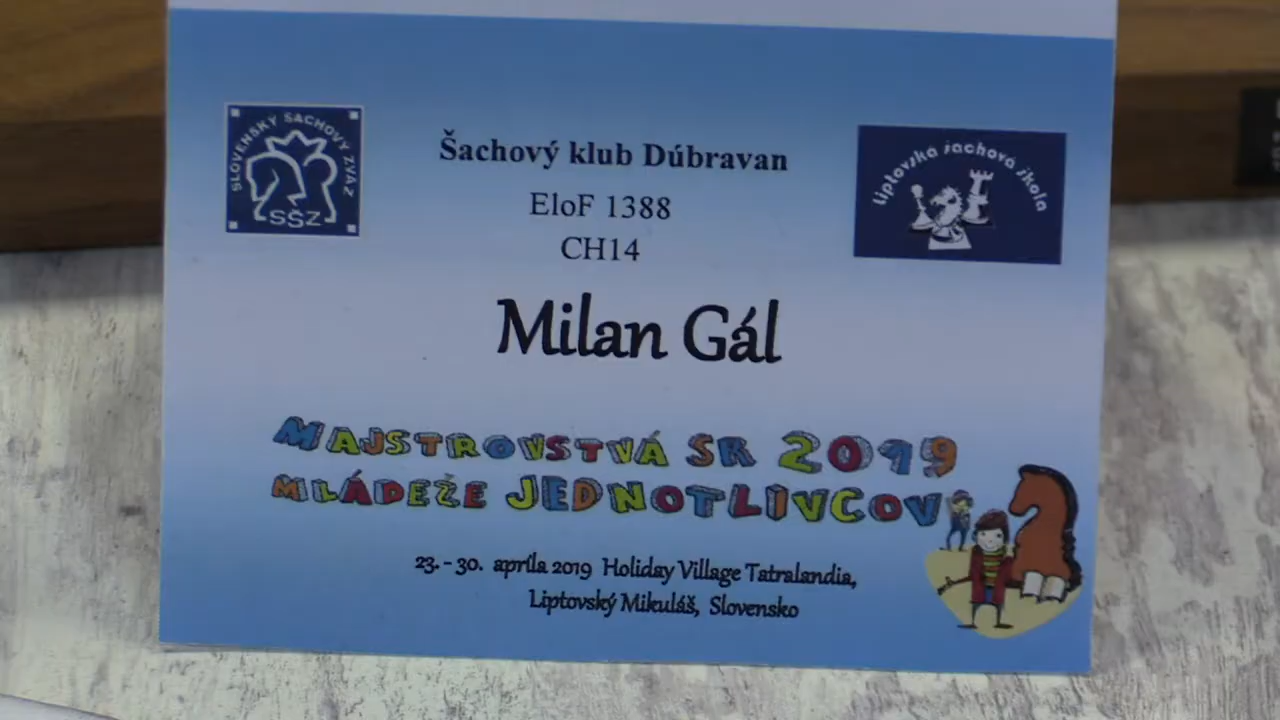 SLOVENSKÝ ŠACHOVÝ ZVÄZ
SŠZ
Šachový klub Dúbravan
EloF 1388
CH14
Liptovská šachová škola
Milan Gál
MAJSTROVSTVÁ SR 2019
MLÁDEŽE JEDNOTLIVCOV
23. - 30. apríla 2019 Holiday Village Tatralandia,
Liptovský Mikuláš, Slovensko